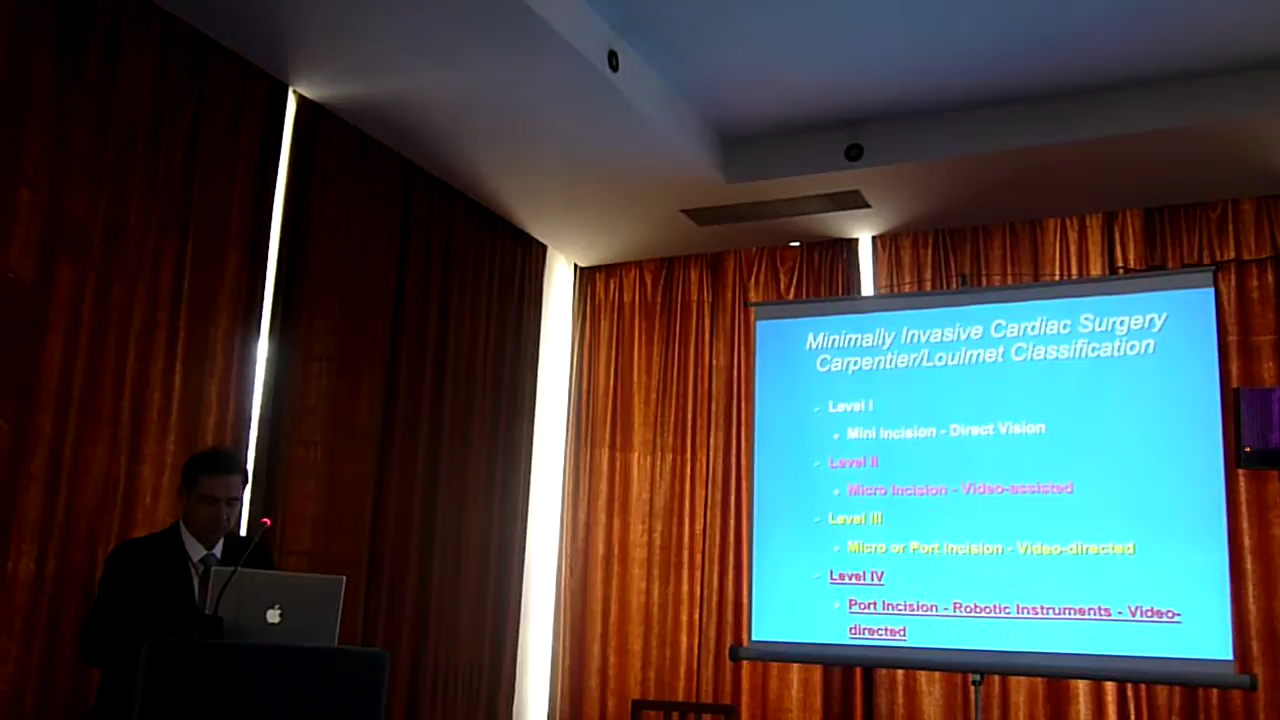 Minimally Invasive Cardiac Surgery
Carpentier/Loulmet Classification
Level I
Mini Incision - Direct Vision
Level II
Micro Incision - Video-assisted
Level III
Micro or Port Incision - Video-directed
Level IV
Port Incision - Robotic Instruments - Video-
directed